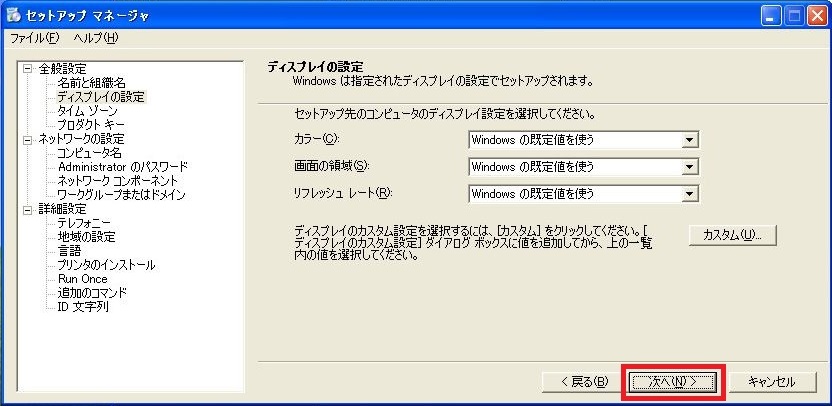 セットアップ マネージャ
ファイル(F) ヘルプ(H)
全般設定
名前と組織名
ディスプレイの設定
タイム ゾーン
プロダクト キー
ネットワークの設定
コンピュータ名
Administrator のパスワード
ネットワーク コンポーネント
ワークグループまたはドメイン
詳細設定
テレフォニー
地域の設定
言語
プリンタのインストール
Run Once
追加のコマンド
ID 文字列
ディスプレイの設定
Windows は指定されたディスプレイの設定でセットアップされます。
セットアップ先のコンピュータのディスプレイ設定を選択してください。
カラー(C): Windows の既定値を使う
画面の領域(S): Windows の既定値を使う
リフレッシュ レート(R): Windows の既定値を使う
ディスプレイのカスタム設定を選択するには、[カスタム] をクリックしてください。[
ディスプレイのカスタム設定] ダイアログ ボックスに値を追加してから、上の一覧
内の値を選択してください。
カスタム(U)...
< 戻る(B) 次へ(N) > キャンセル